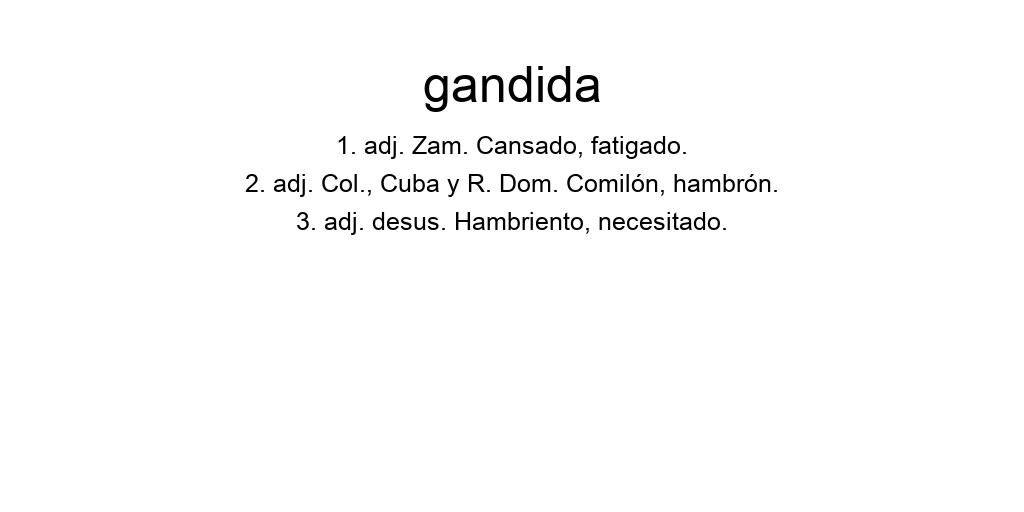 gandida
1. adj. Zam. Cansado, fatigado.
2. adj. Col., Cuba y R. Dom. Comilón, hambrón.
3. adj. desus. Hambriento, necesitado.